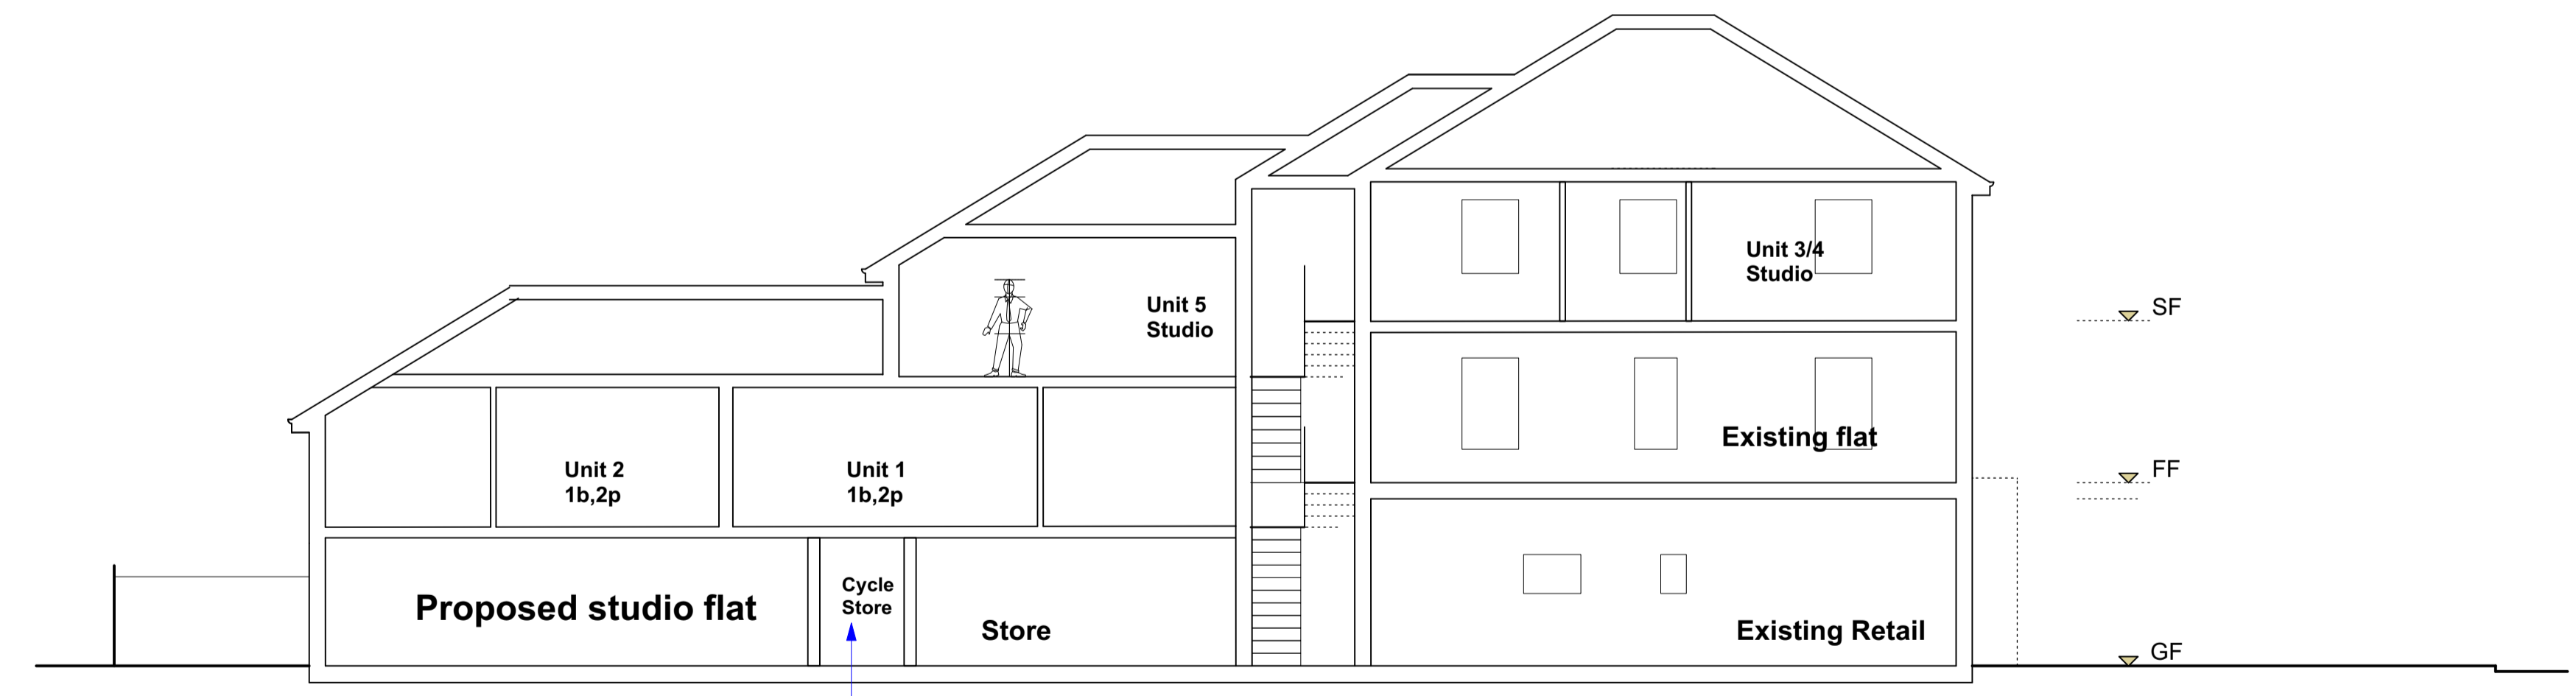 Unit 3/4
Studio
SF
Unit 5
Studio
Existing flat
FF
Unit 2
1b,2p
Unit 1
1b,2p
Proposed studio flat
Cycle
Store
Store
Existing Retail
GF